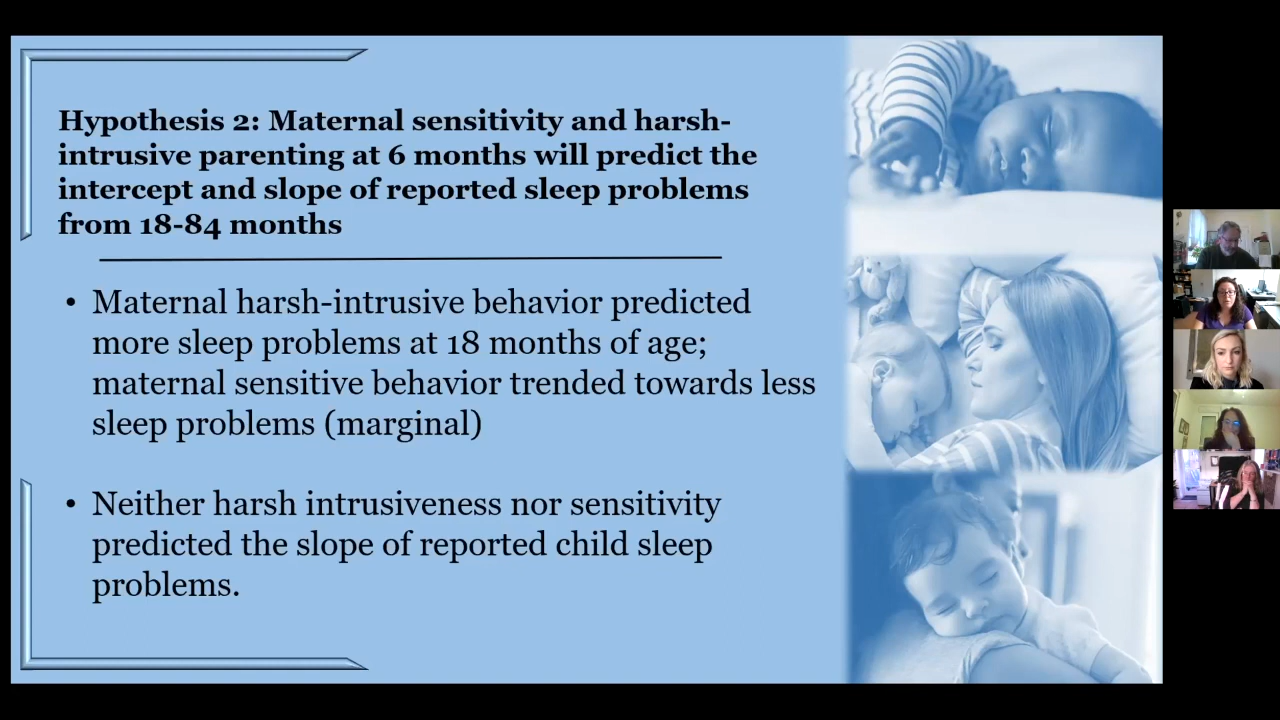 Hypothesis 2: Maternal sensitivity and harsh-
intrusive parenting at 6 months will predict the
intercept and slope of reported sleep problems
from 18-84 months
• Maternal harsh-intrusive behavior predicted
more sleep problems at 18 months of age;
maternal sensitive behavior trended towards less
sleep problems (marginal)
• Neither harsh intrusiveness nor sensitivity
predicted the slope of reported child sleep
problems.